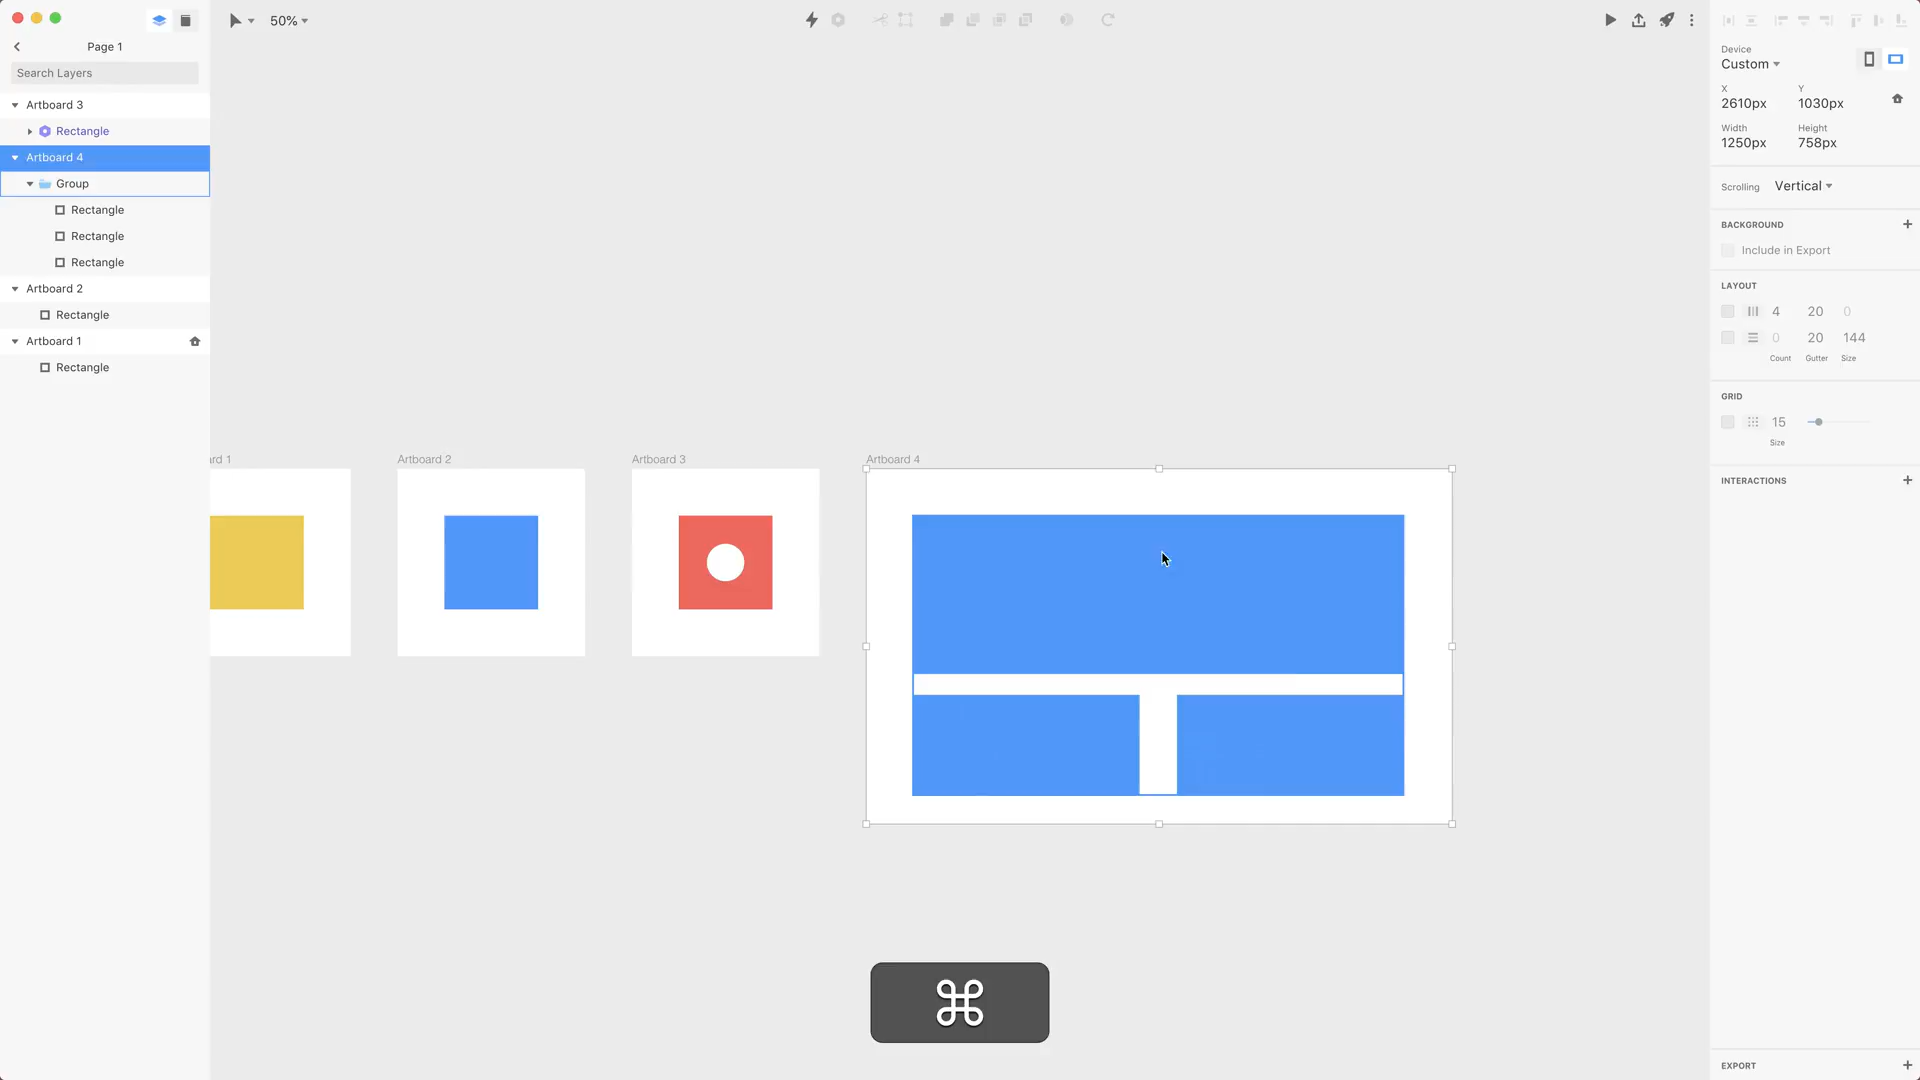 50%
Page 1
Search Layers
Artboard 3
Rectangle
Artboard 4
Group
Rectangle
Rectangle
Rectangle
Artboard 2
Rectangle
Artboard 1
Rectangle
rd 1
Artboard 2
Artboard 3
Artboard 4
⌘
Device
Custom
X Y
2610px 1030px
Width Height
1250px 758px
Scrolling Vertical
BACKGROUND
Include in Export
LAYOUT
4 20 0
0 20 144
Count Gutter Size
GRID
15
Size
INTERACTIONS
EXPORT